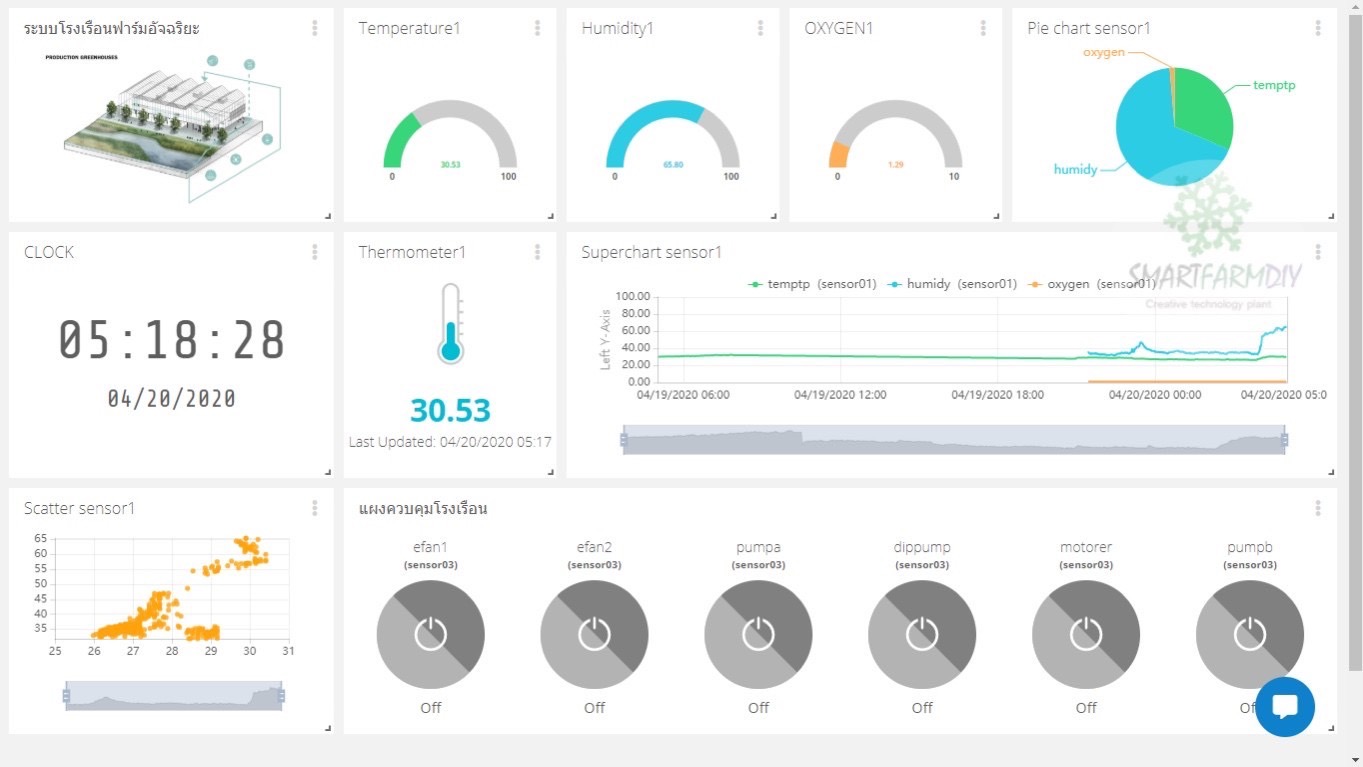 ระบบโรงเรือนฟาร์มอัจฉริยะ
PRODUCTION GREENHOUSES
Temperature1
30.53
0 100
Humidity1
65.80
0 100
OXYGEN1
1.29
0 10
Pie chart sensor1
oxygen
temptp
humidy
CLOCK
05:18:28
04/20/2020
Thermometer1
30.53
Last Updated: 04/20/2020 05:17
Superchart sensor1
temptp (sensor01) humidy (sensor01) oxygen (sensor01)
SMARTFARMDIY
Creative technology plant
Left Y-Axis
100.00
80.00
60.00
40.00
20.00
0.00
04/19/2020 06:00 04/19/2020 12:00 04/19/2020 18:00 04/20/2020 00:00 04/20/2020 05:0
Scatter sensor1
65
60
55
50
45
40
35
25 26 27 28 29 30 31
แผงควบคุมโรงเรือน
efan1 efan2 pumpa dippump motorer pumpb
(sensor03) (sensor03) (sensor03) (sensor03) (sensor03) (sensor03)
Off Off Off Off Off Of